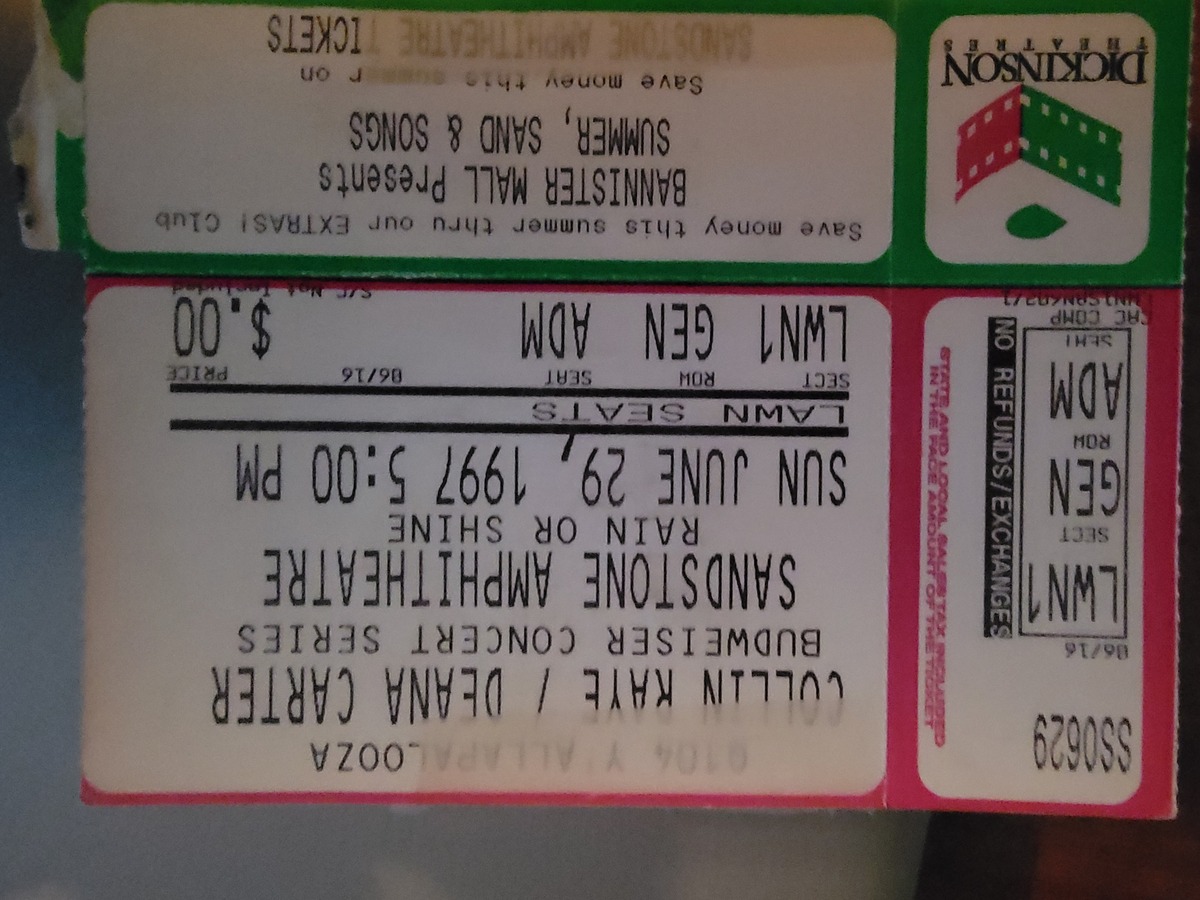 SS0629
06/16
LWN1
SECT
GEN
ROW
ADM
SEAT
CAC COMP
NO REFUNDS/EXCHANGES
STATE AND LOCAL SALES TAX INCLUDED
IN THE FACE AMOUNT OF THE TICKET
Q104 Y'ALLAPALOOZA
COLLIN RAYE / DEANA CARTER
BUDWEISER CONCERT SERIES
SANDSTONE AMPHITHEATRE
RAIN OR SHINE
SUN JUNE 29, 1997 5:00 PM
LAWN SEATS
SECT ROW SEAT 06/16 PRICE
LWN1 GEN ADM $.00
S/C Not Included
DICKINSON
THEATRES
Save money this summer thru our EXTRAS! Club
BANNISTER MALL Presents
SUMMER, SAND & SONGS
Save money this summer on
SANDSTONE AMPHITHEATRE TICKETS